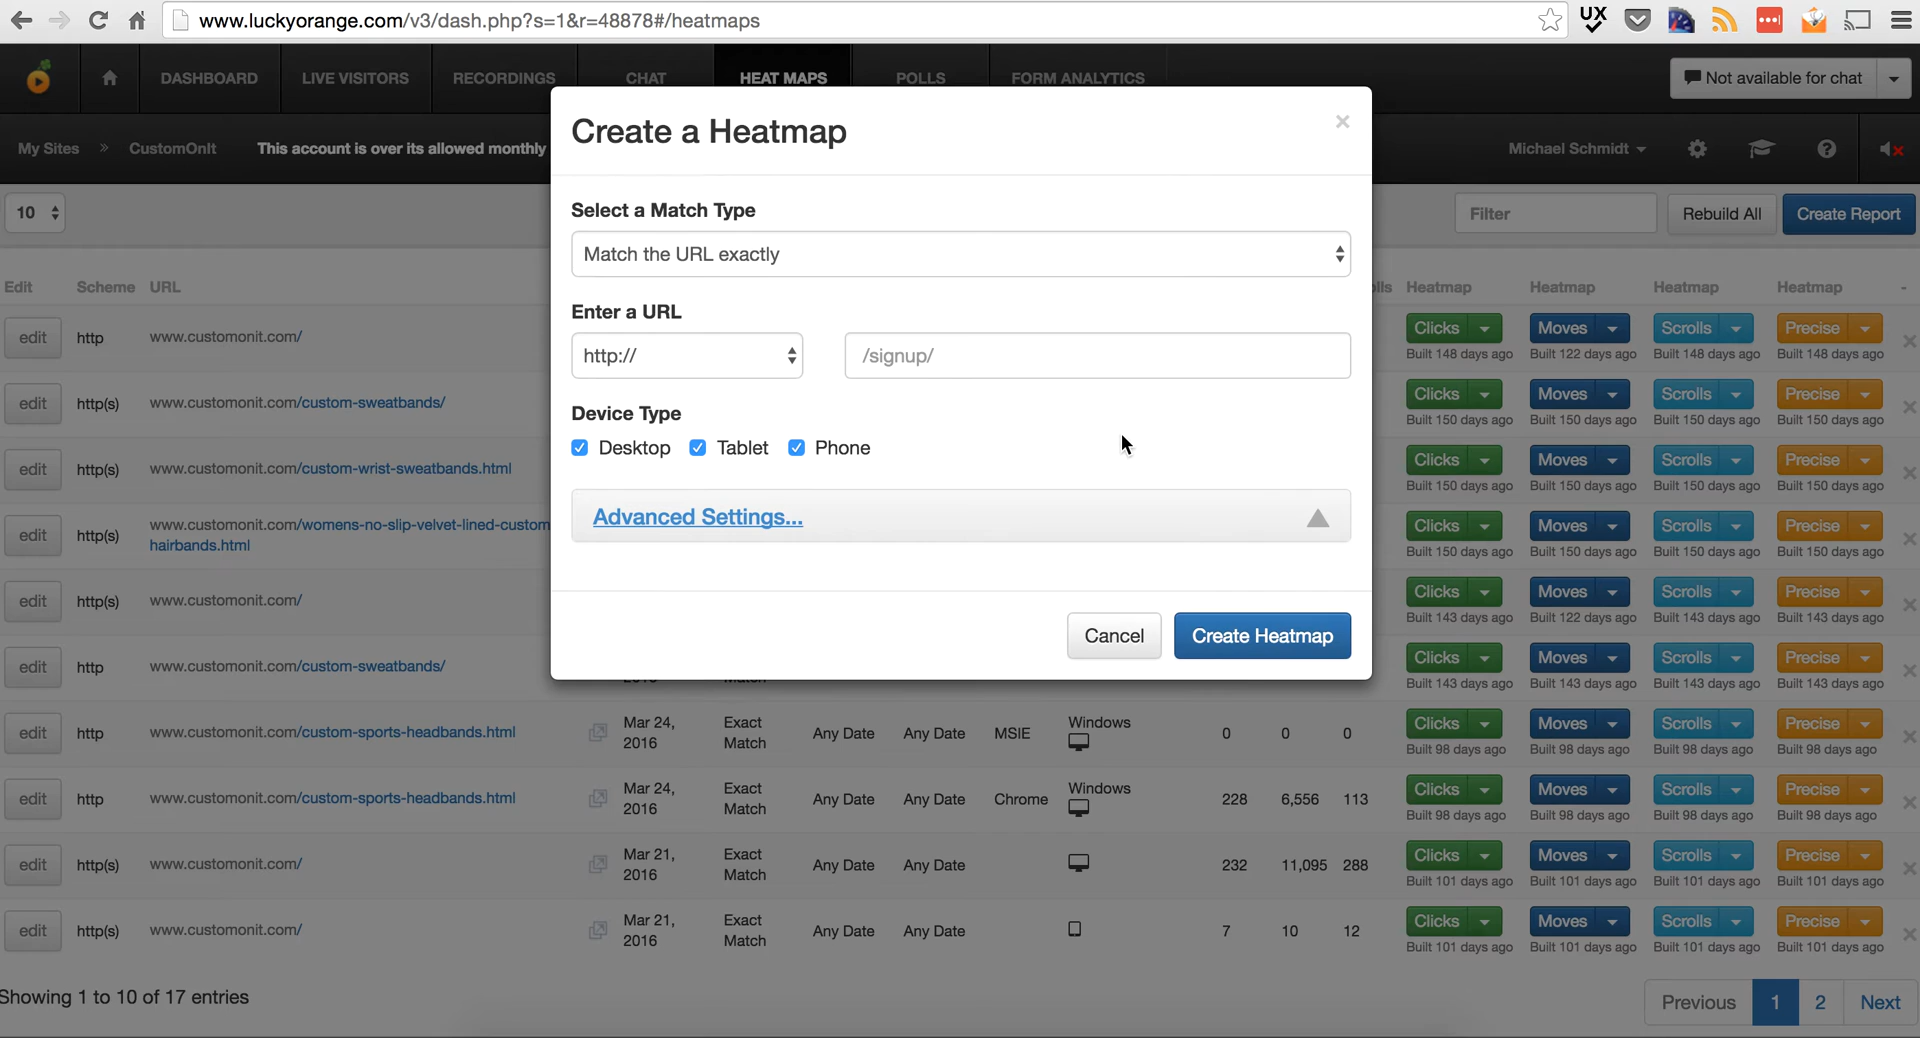 www.luckyorange.com/v3/dash.php?s=1&r=48878#/heatmaps
UX
DASHBOARD
LIVE VISITORS
RECORDINGS
CHAT
HEAT MAPS
POLLS
FORM ANALYTICS
Not available for chat
My Sites » CustomOnIt
This account is over its allowed monthly
Michael Schmidt
10
Filter
Rebuild All
Create Report
Create a Heatmap
×
Select a Match Type
Match the URL exactly
Enter a URL
http://
/signup/
Device Type
Desktop
Tablet
Phone
Advanced Settings...
Cancel
Create Heatmap
Edit Scheme URL Heatmap Heatmap Heatmap Heatmap -
edit http www.customonit.com/ Clicks Moves Scrolls Precise
Built 148 days ago Built 122 days ago Built 148 days ago Built 148 days ago
edit http(s) www.customonit.com/custom-sweatbands/ Clicks Moves Scrolls Precise
Built 150 days ago Built 150 days ago Built 150 days ago Built 150 days ago
edit http(s) www.customonit.com/custom-wrist-sweatbands.html Clicks Moves Scrolls Precise
Built 150 days ago Built 150 days ago Built 150 days ago Built 150 days ago
edit http(s) www.customonit.com/womens-no-slip-velvet-lined-custom
hairbands.html Clicks Moves Scrolls Precise
Built 150 days ago Built 150 days ago Built 150 days ago Built 150 days ago
edit http(s) www.customonit.com/ Clicks Moves Scrolls Precise
Built 143 days ago Built 122 days ago Built 143 days ago Built 143 days ago
edit http www.customonit.com/custom-sweatbands/ Clicks Moves Scrolls Precise
Built 143 days ago Built 143 days ago Built 143 days ago Built 143 days ago
edit http www.customonit.com/custom-sports-headbands.html Mar 24, Exact Any Date Any Date MSIE Windows 0 0 0 Clicks Moves Scrolls Precise
2016 Match Built 98 days ago Built 98 days ago Built 98 days ago Built 98 days ago
edit http www.customonit.com/custom-sports-headbands.html Mar 24, Exact Any Date Any Date Chrome Windows 228 6,556 113 Clicks Moves Scrolls Precise
2016 Match Built 98 days ago Built 98 days ago Built 98 days ago Built 98 days ago
edit http(s) www.customonit.com/ Mar 21, Exact Any Date Any Date 232 11,095 288 Clicks Moves Scrolls Precise
2016 Match Built 101 days ago Built 101 days ago Built 101 days ago Built 101 days ago
edit http(s) www.customonit.com/ Mar 21, Exact Any Date Any Date 7 10 12 Clicks Moves Scrolls Precise
2016 Match Built 101 days ago Built 101 days ago Built 101 days ago Built 101 days ago
Showing 1 to 10 of 17 entries
Previous 1 2 Next